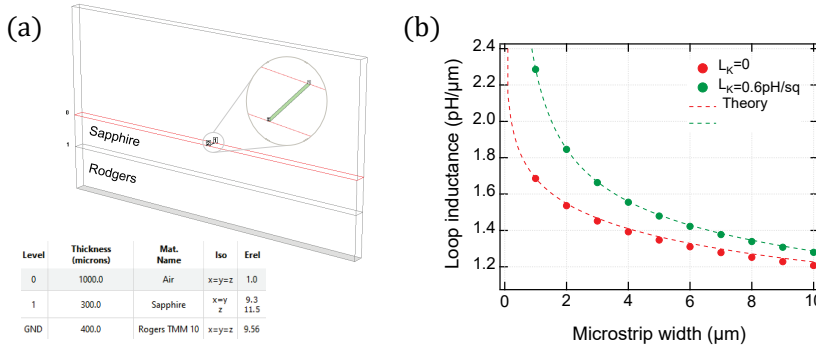 (a)
0
Sapphire
1
Rodgers
Level Thickness (microns) Mat. Name Iso Erel
0 1000.0 Air x=y=z 1.0
1 300.0 Sapphire x=y z 9.3 11.5
GND 400.0 Rogers TMM 10 x=y=z 9.56
(b)
Loop inductance (pH/µm)
2.4
2.2
2.0
1.8
1.6
1.4
1.2
L_K=0
L_K=0.6pH/sq
Theory
0 2 4 6 8 10
Microstrip width (µm)